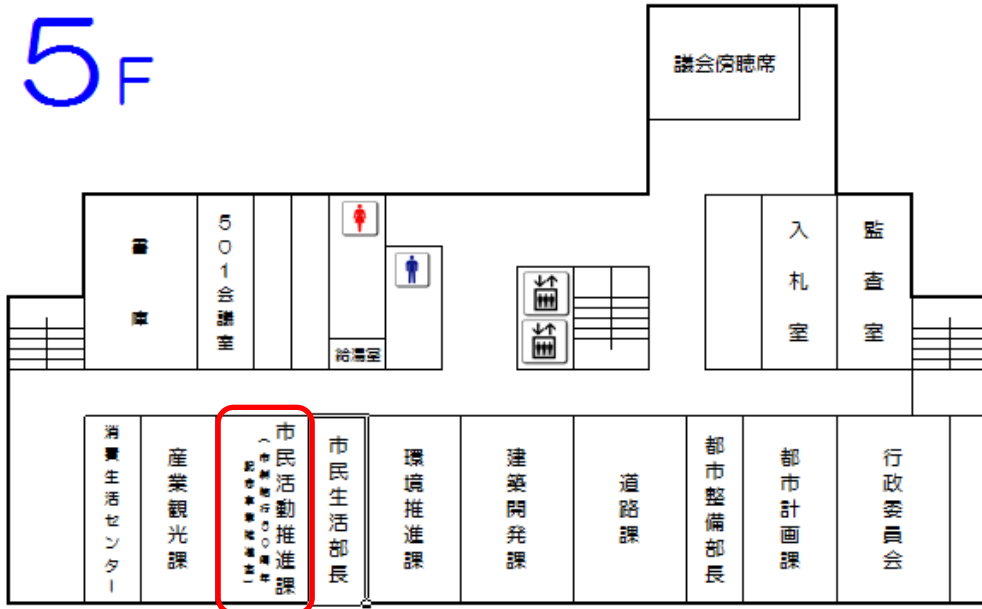 5F
議会傍聴席
書庫
501会議室
給湯室
入札室
監査室
消費生活センター
産業観光課
市民活動推進課
市民生活部長
環境推進課
建築開発課
道路課
都市整備部長
都市計画課
行政委員会